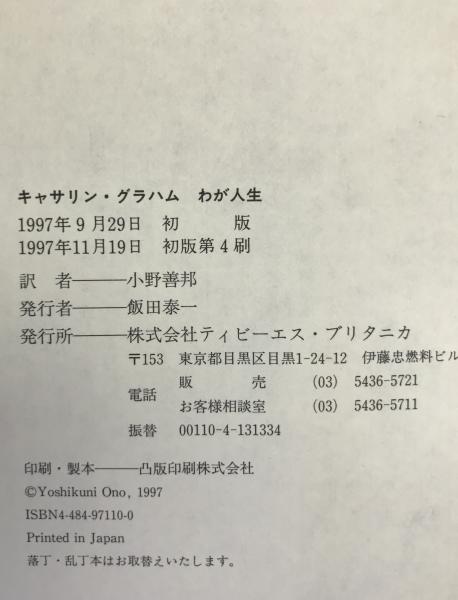 キャサリン・グラハム　わが人生
1997年9月29日　初　　　版
1997年11月19日　初版第4刷
訳　者———小野善邦
発行者———飯田泰一
発行所———株式会社ティビーエス・ブリタニカ
〒153　東京都目黒区目黒1-24-12　伊藤忠燃料ビル
電話　販　　　売　　(03)　5436-5721
お客様相談室　　(03)　5436-5711
振替　00110-4-131334
印刷・製本———凸版印刷株式会社
©Yoshikuni Ono, 1997
ISBN4-484-97110-0
Printed in Japan
落丁・乱丁本はお取替えいたします。